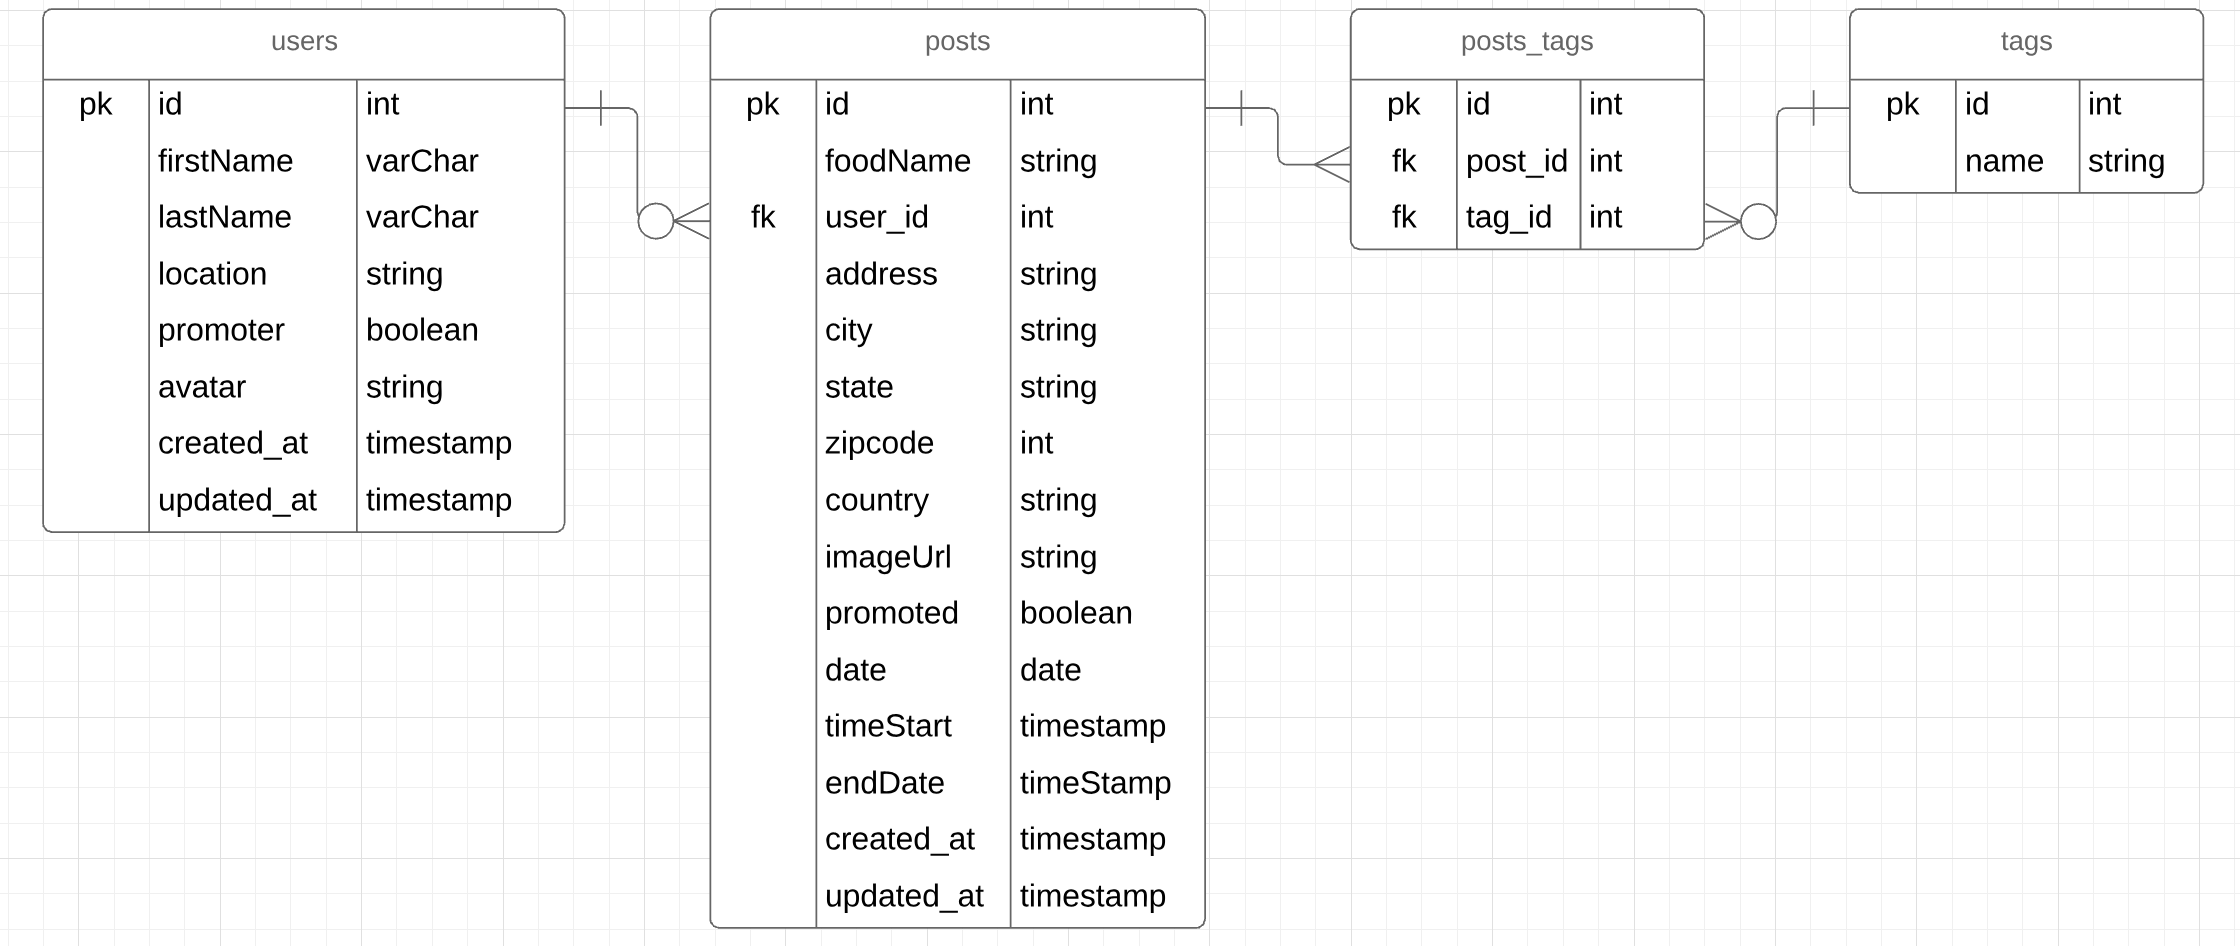 users
pk id int
firstName varChar
lastName varChar
location string
promoter boolean
avatar string
created_at timestamp
updated_at timestamp
posts
pk id int
foodName string
fk user_id int
address string
city string
state string
zipcode int
country string
imageUrl string
promoted boolean
date date
timeStart timestamp
endDate timeStamp
created_at timestamp
updated_at timestamp
posts_tags
pk id int
fk post_id int
fk tag_id int
tags
pk id int
name string